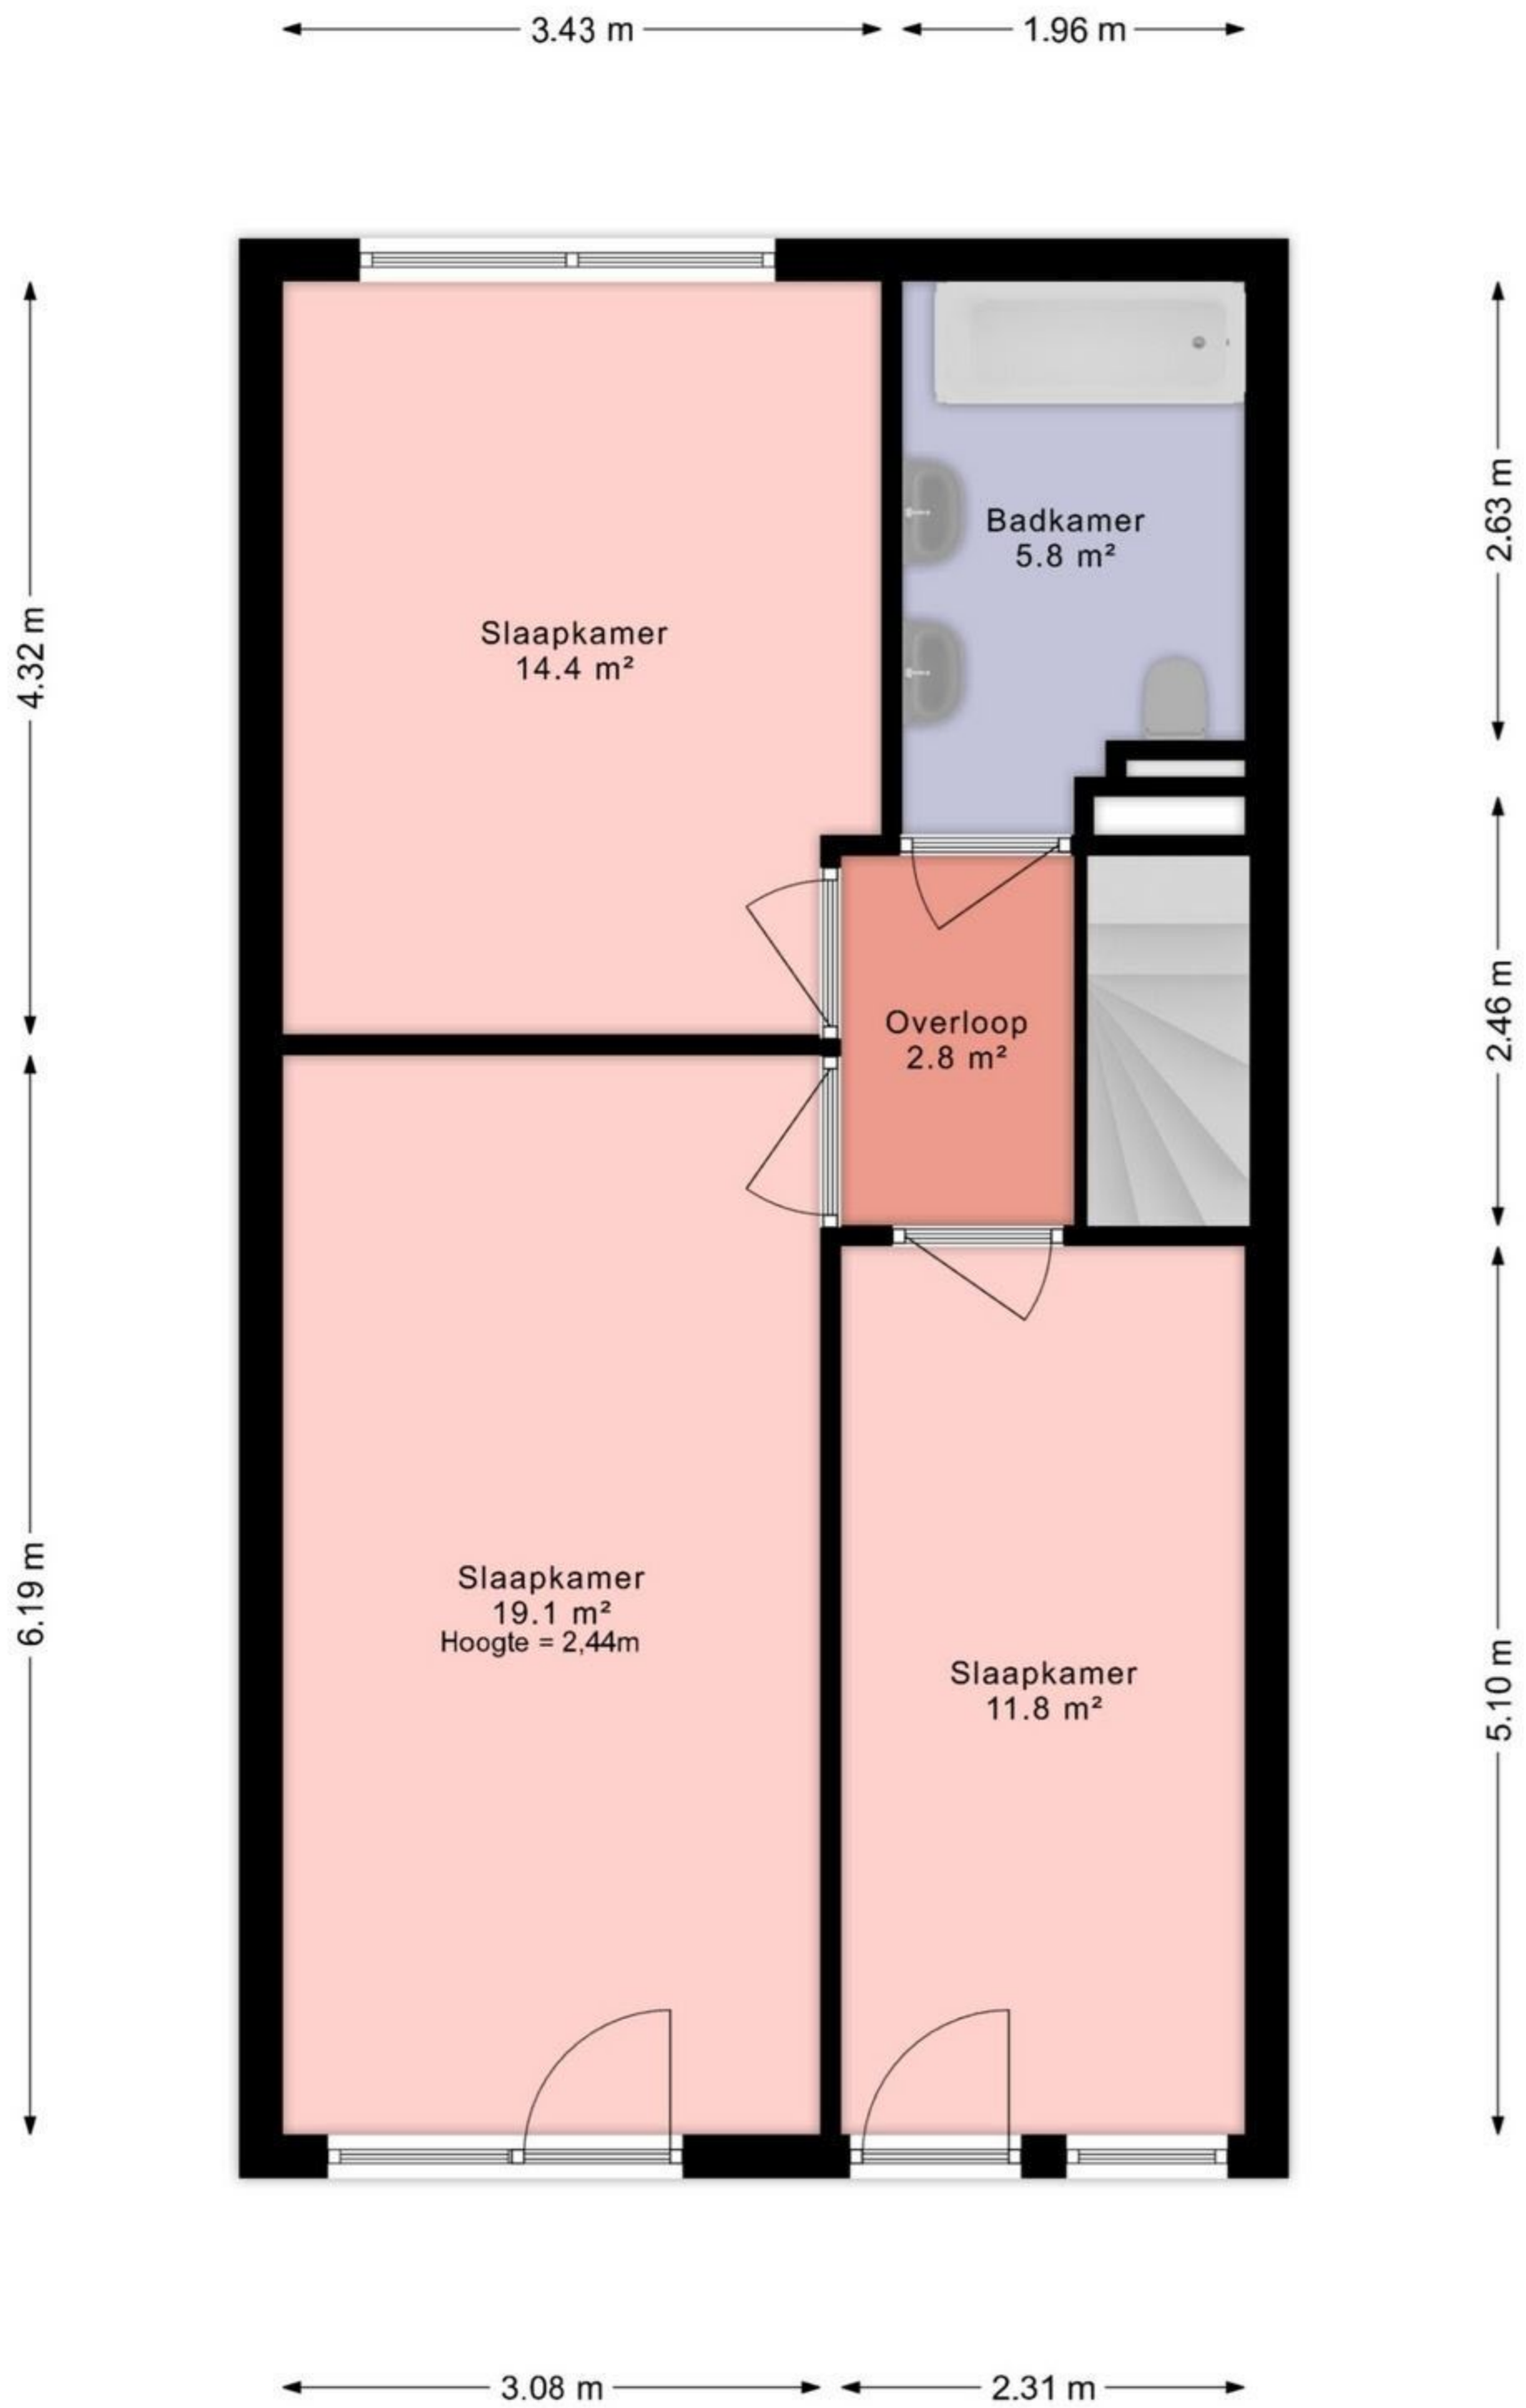 3.43 m
1.96 m
4.32 m
2.63 m
Badkamer
5.8 m²
Slaapkamer
14.4 m²
Overloop
2.8 m²
2.46 m
6.19 m
Slaapkamer
19.1 m²
Hoogte = 2,44m
Slaapkamer
11.8 m²
5.10 m
3.08 m
2.31 m